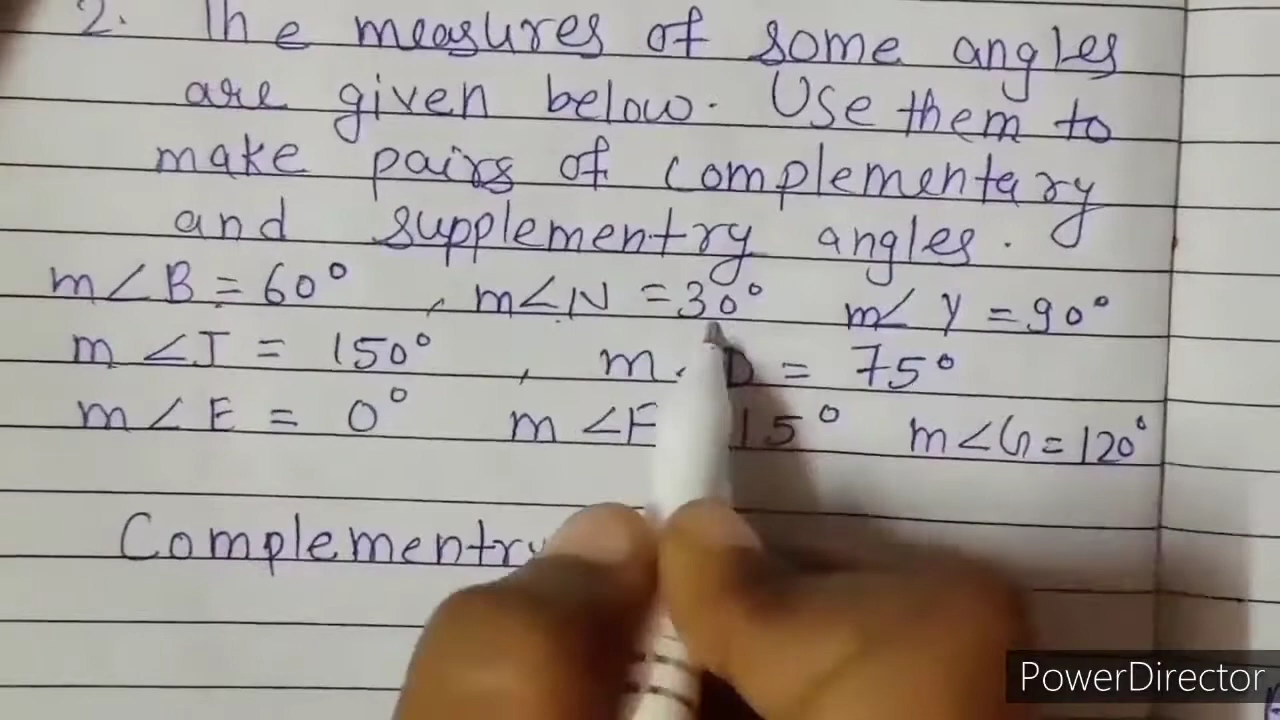 2. The measures of some angles
are given below. Use them to
make pairs of complementary
and supplementry angles.
m∠B = 60°, m∠N = 30° m∠Y = 90°
m∠J = 150°, m D = 75°
m∠E = 0° m∠F 15° m∠G = 120°
Complementry
PowerDirector